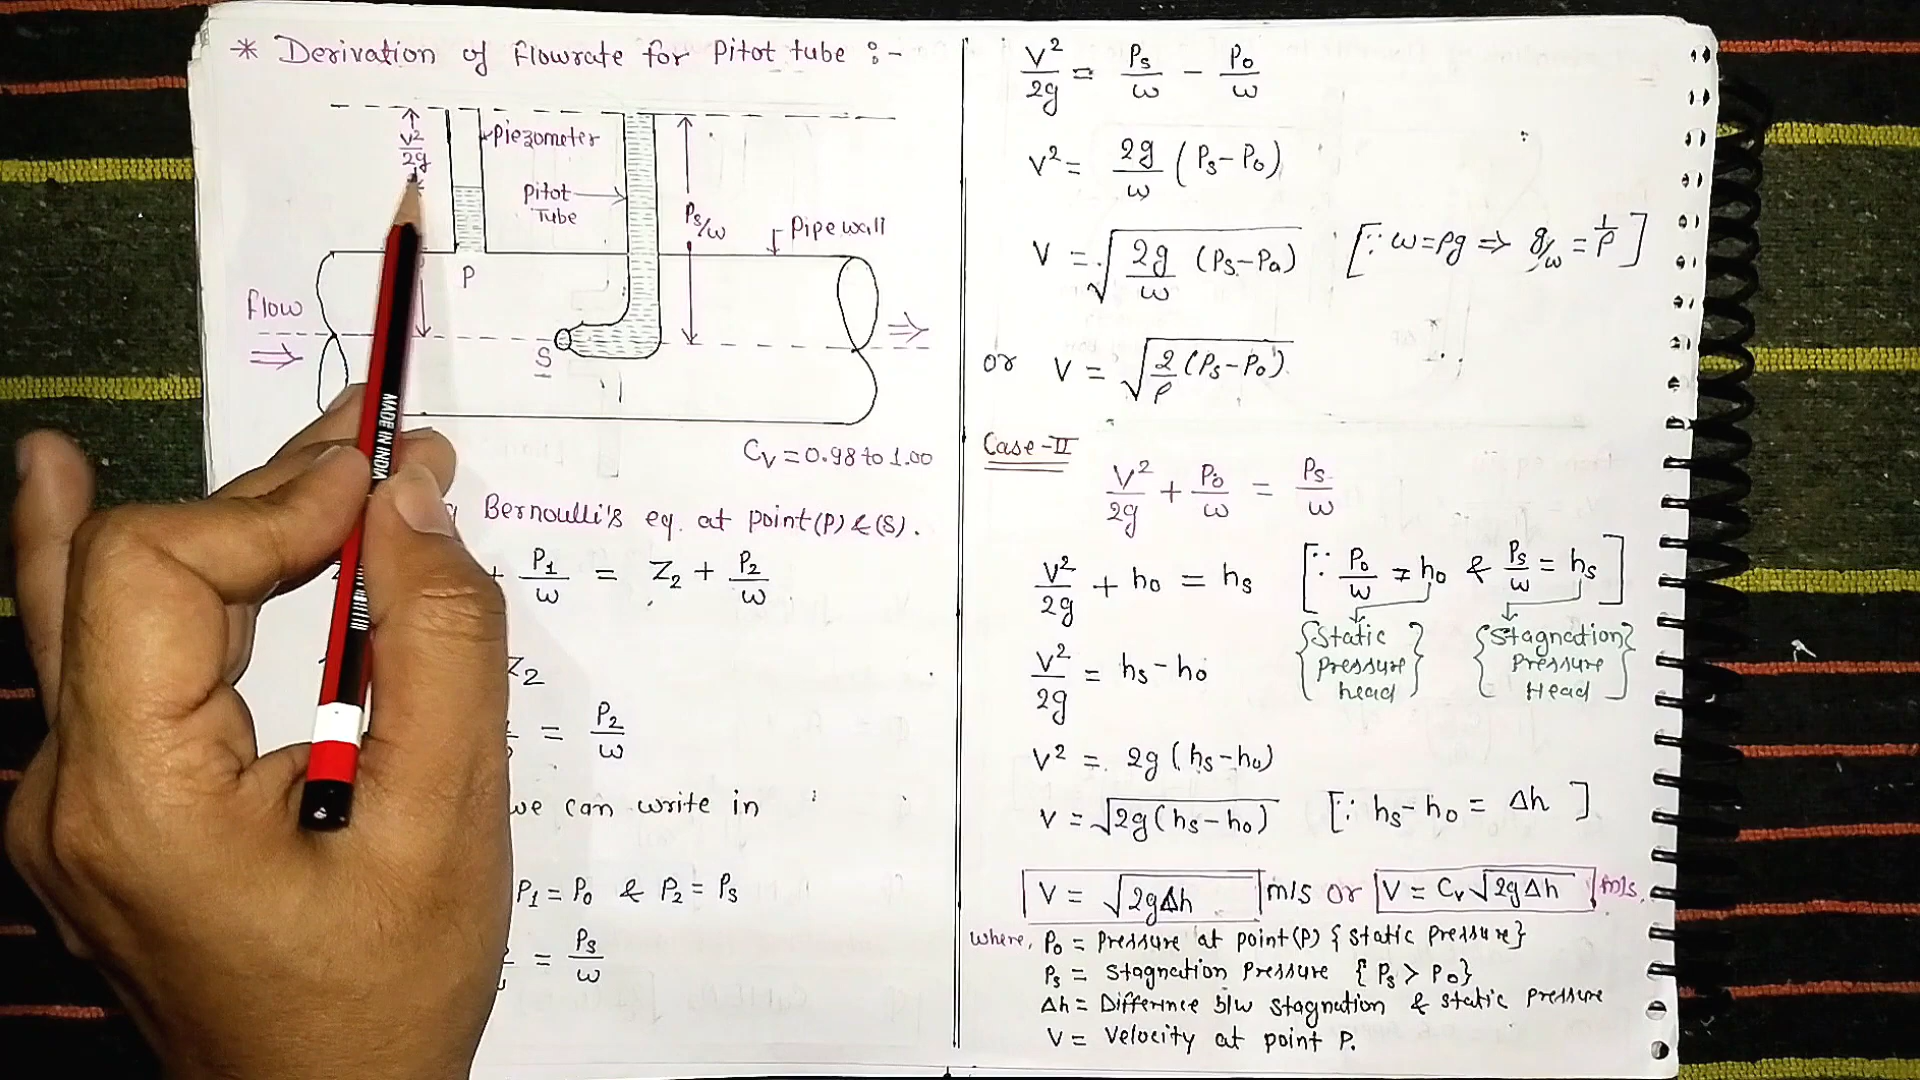 * Derivation of flowrate for Pitot tube :-
V²/2g
Piezometer
Pitot Tube
Ps/ω
Pipe wall
P
flow
S
Cv = 0.98 to 1.00
Bernoulli's eq. at point (P) & (S).
+ P1/ω = Z2 + P2/ω
Z2
= P2/ω
we can write in
P1 = Po & P2 = Ps
= Ps/ω
MADE IN INDIA
V²/2g = Ps/ω - Po/ω
V² = 2g/ω (Ps - Po)
V = √2g/ω (Ps - Pa) [∵ ω = ρg ⇒ g/ω = 1/ρ]
or V = √2/ρ (Ps - Po)
Case-II
V²/2g + Po/ω = Ps/ω
V²/2g + ho = hs [∵ Po/ω = ho & Ps/ω = hs]
{Static pressure head} {Stagnation pressure Head}
V²/2g = hs - ho
V² = 2g (hs - ho)
V = √2g(hs - ho) [∵ hs - ho = Δh]
V = √2gΔh m/s or V = Cv √2gΔh m/s.
where, Po = Pressure at point (P) {static pressure}
Ps = Stagnation Pressure {Ps > Po}
Δh = Difference b/w stagnation & static pressure
V = Velocity at point P.